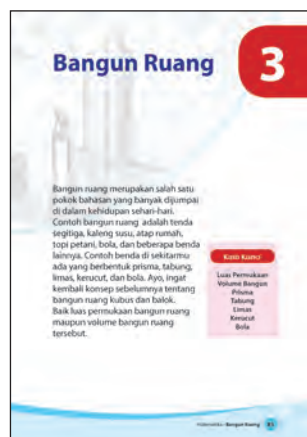 Bangun Ruang
3
Bangun ruang merupakan salah satu
pokok bahasan yang banyak dijumpai
di dalam kehidupan sehari-hari.
Contoh bangun ruang adalah tenda
segitiga, kaleng susu, atap rumah,
topi petani, bola, dan beberapa benda
lainnya. Contoh benda di sekitarmu
ada yang berbentuk prisma, tabung,
limas, kerucut, dan bola. Ayo, ingat
kembali konsep sebelumnya tentang
bangun ruang kubus dan balok.
Baik luas permukaan bangun ruang
maupun volume bangun ruang
tersebut.
Kata Kunci
Luas Permukaan
Volume Bangun
Prisma
Tabung
Limas
Kerucut
Bola
Matematika Bangun Ruang